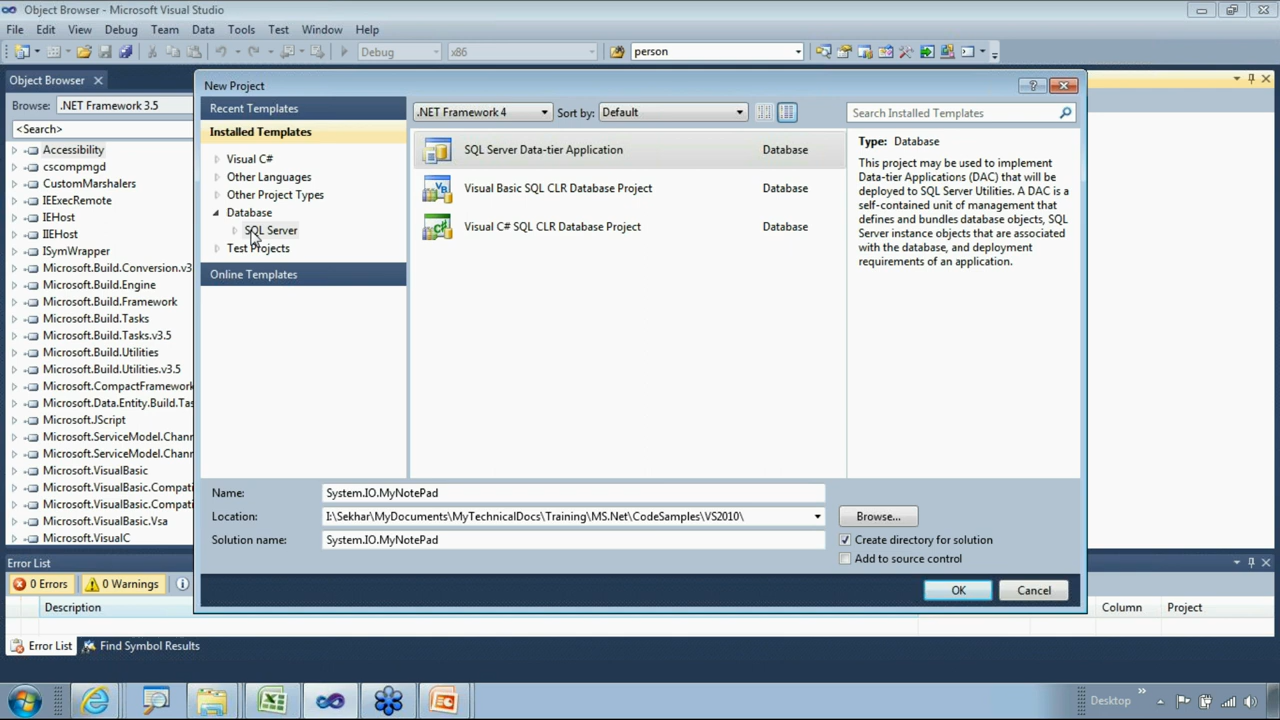 Object Browser - Microsoft Visual Studio
File Edit View Debug Team Data Tools Test Window Help
Debug x86 person
Object Browser
Browse: .NET Framework 3.5
<Search>
Accessibility
cscompmgd
CustomMarshalers
IEExecRemote
IEHost
IIEHost
ISymWrapper
Microsoft.Build.Conversion.v3
Microsoft.Build.Engine
Microsoft.Build.Framework
Microsoft.Build.Tasks
Microsoft.Build.Tasks.v3.5
Microsoft.Build.Utilities
Microsoft.Build.Utilities.v3.5
Microsoft.CompactFramework
Microsoft.Data.Entity.Build.Tas
Microsoft.JScript
Microsoft.ServiceModel.Chann
Microsoft.ServiceModel.Chann
Microsoft.VisualBasic
Microsoft.VisualBasic.Compati
Microsoft.VisualBasic.Compati
Microsoft.VisualBasic.Vsa
Microsoft.VisualC
New Project
Recent Templates
Installed Templates
Visual C#
Other Languages
Other Project Types
Database
SQL Server
Test Projects
Online Templates
.NET Framework 4 Sort by: Default
SQL Server Data-tier Application Database
Visual Basic SQL CLR Database Project Database
Visual C# SQL CLR Database Project Database
Search Installed Templates
Type: Database
This project may be used to implement
Data-tier Applications (DAC) that will be
deployed to SQL Server Utilities. A DAC is a
self-contained unit of management that
defines and bundles database objects, SQL
Server instance objects that are associated
with the database, and deployment
requirements of an application.
Name: System.IO.MyNotePad
Location: I:\Sekhar\MyDocuments\MyTechnicalDocs\Training\MS.Net\CodeSamples\VS2010\ Browse...
Solution name: System.IO.MyNotePad
Create directory for solution
Add to source control
OK Cancel
Error List
0 Errors 0 Warnings
Description Column Project
Error List Find Symbol Results
Desktop